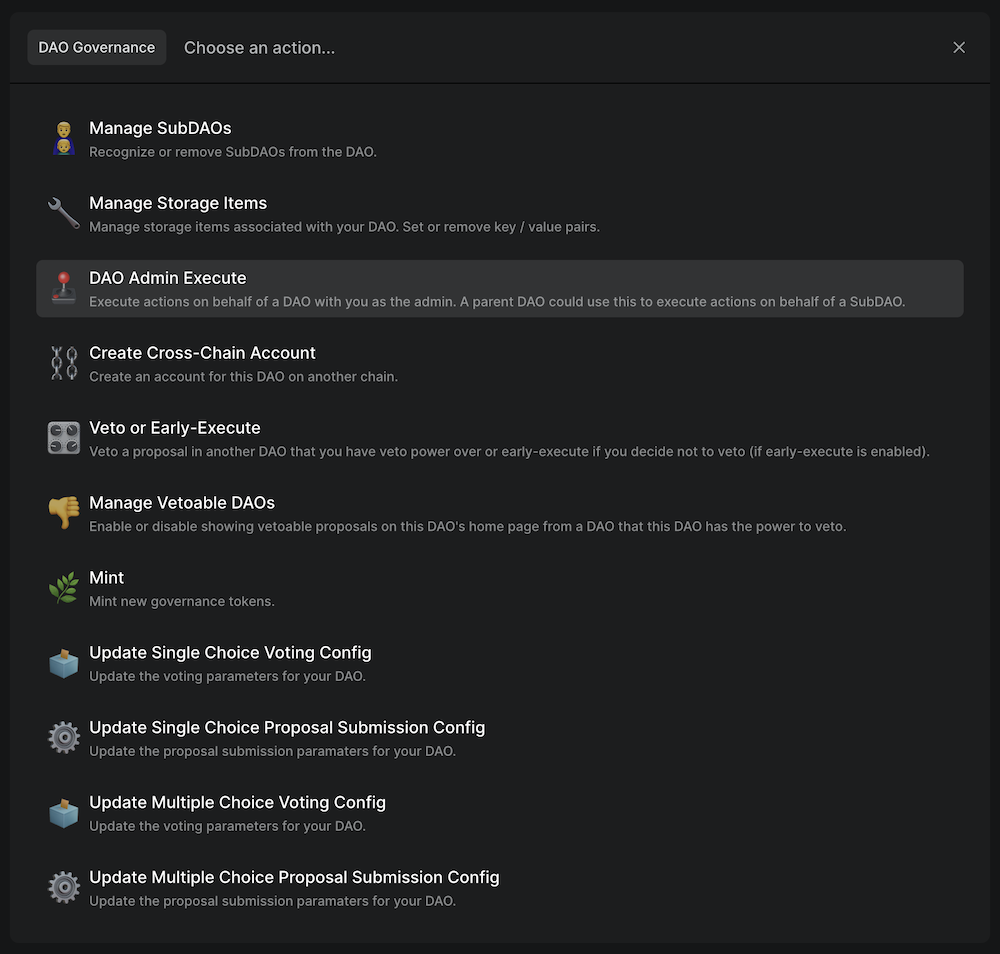 DAO Governance
Choose an action...
Manage SubDAOs
Recognize or remove SubDAOs from the DAO.
Manage Storage Items
Manage storage items associated with your DAO. Set or remove key / value pairs.
DAO Admin Execute
Execute actions on behalf of a DAO with you as the admin. A parent DAO could use this to execute actions on behalf of a SubDAO.
Create Cross-Chain Account
Create an account for this DAO on another chain.
Veto or Early-Execute
Veto a proposal in another DAO that you have veto power over or early-execute if you decide not to veto (if early-execute is enabled).
Manage Vetoable DAOs
Enable or disable showing vetoable proposals on this DAO's home page from a DAO that this DAO has the power to veto.
Mint
Mint new governance tokens.
Update Single Choice Voting Config
Update the voting parameters for your DAO.
Update Single Choice Proposal Submission Config
Update the proposal submission paramaters for your DAO.
Update Multiple Choice Voting Config
Update the voting parameters for your DAO.
Update Multiple Choice Proposal Submission Config
Update the proposal submission paramaters for your DAO.